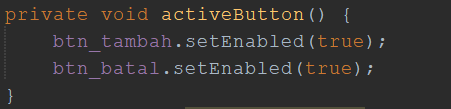 private void activeButton() {
    btn_tambah.setEnabled(true);
    btn_batal.setEnabled(true);
}